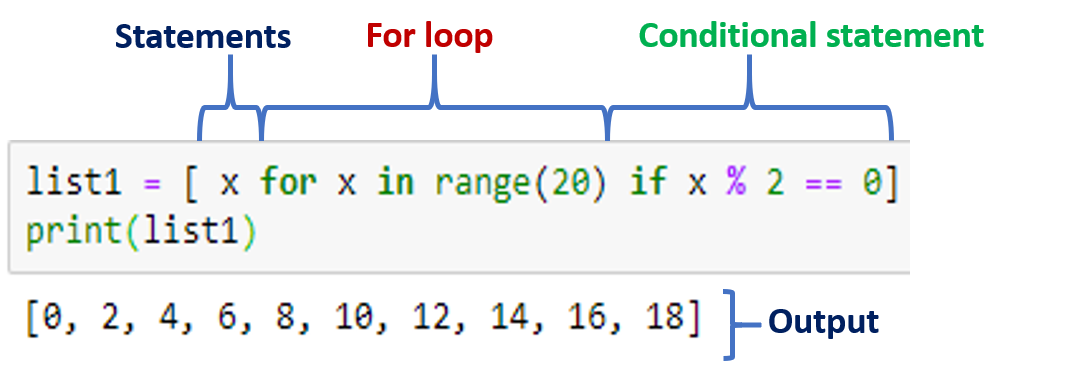 Statements For loop Conditional statement
list1 = [ x for x in range(20) if x % 2 == 0]
print(list1)
[0, 2, 4, 6, 8, 10, 12, 14, 16, 18] Output